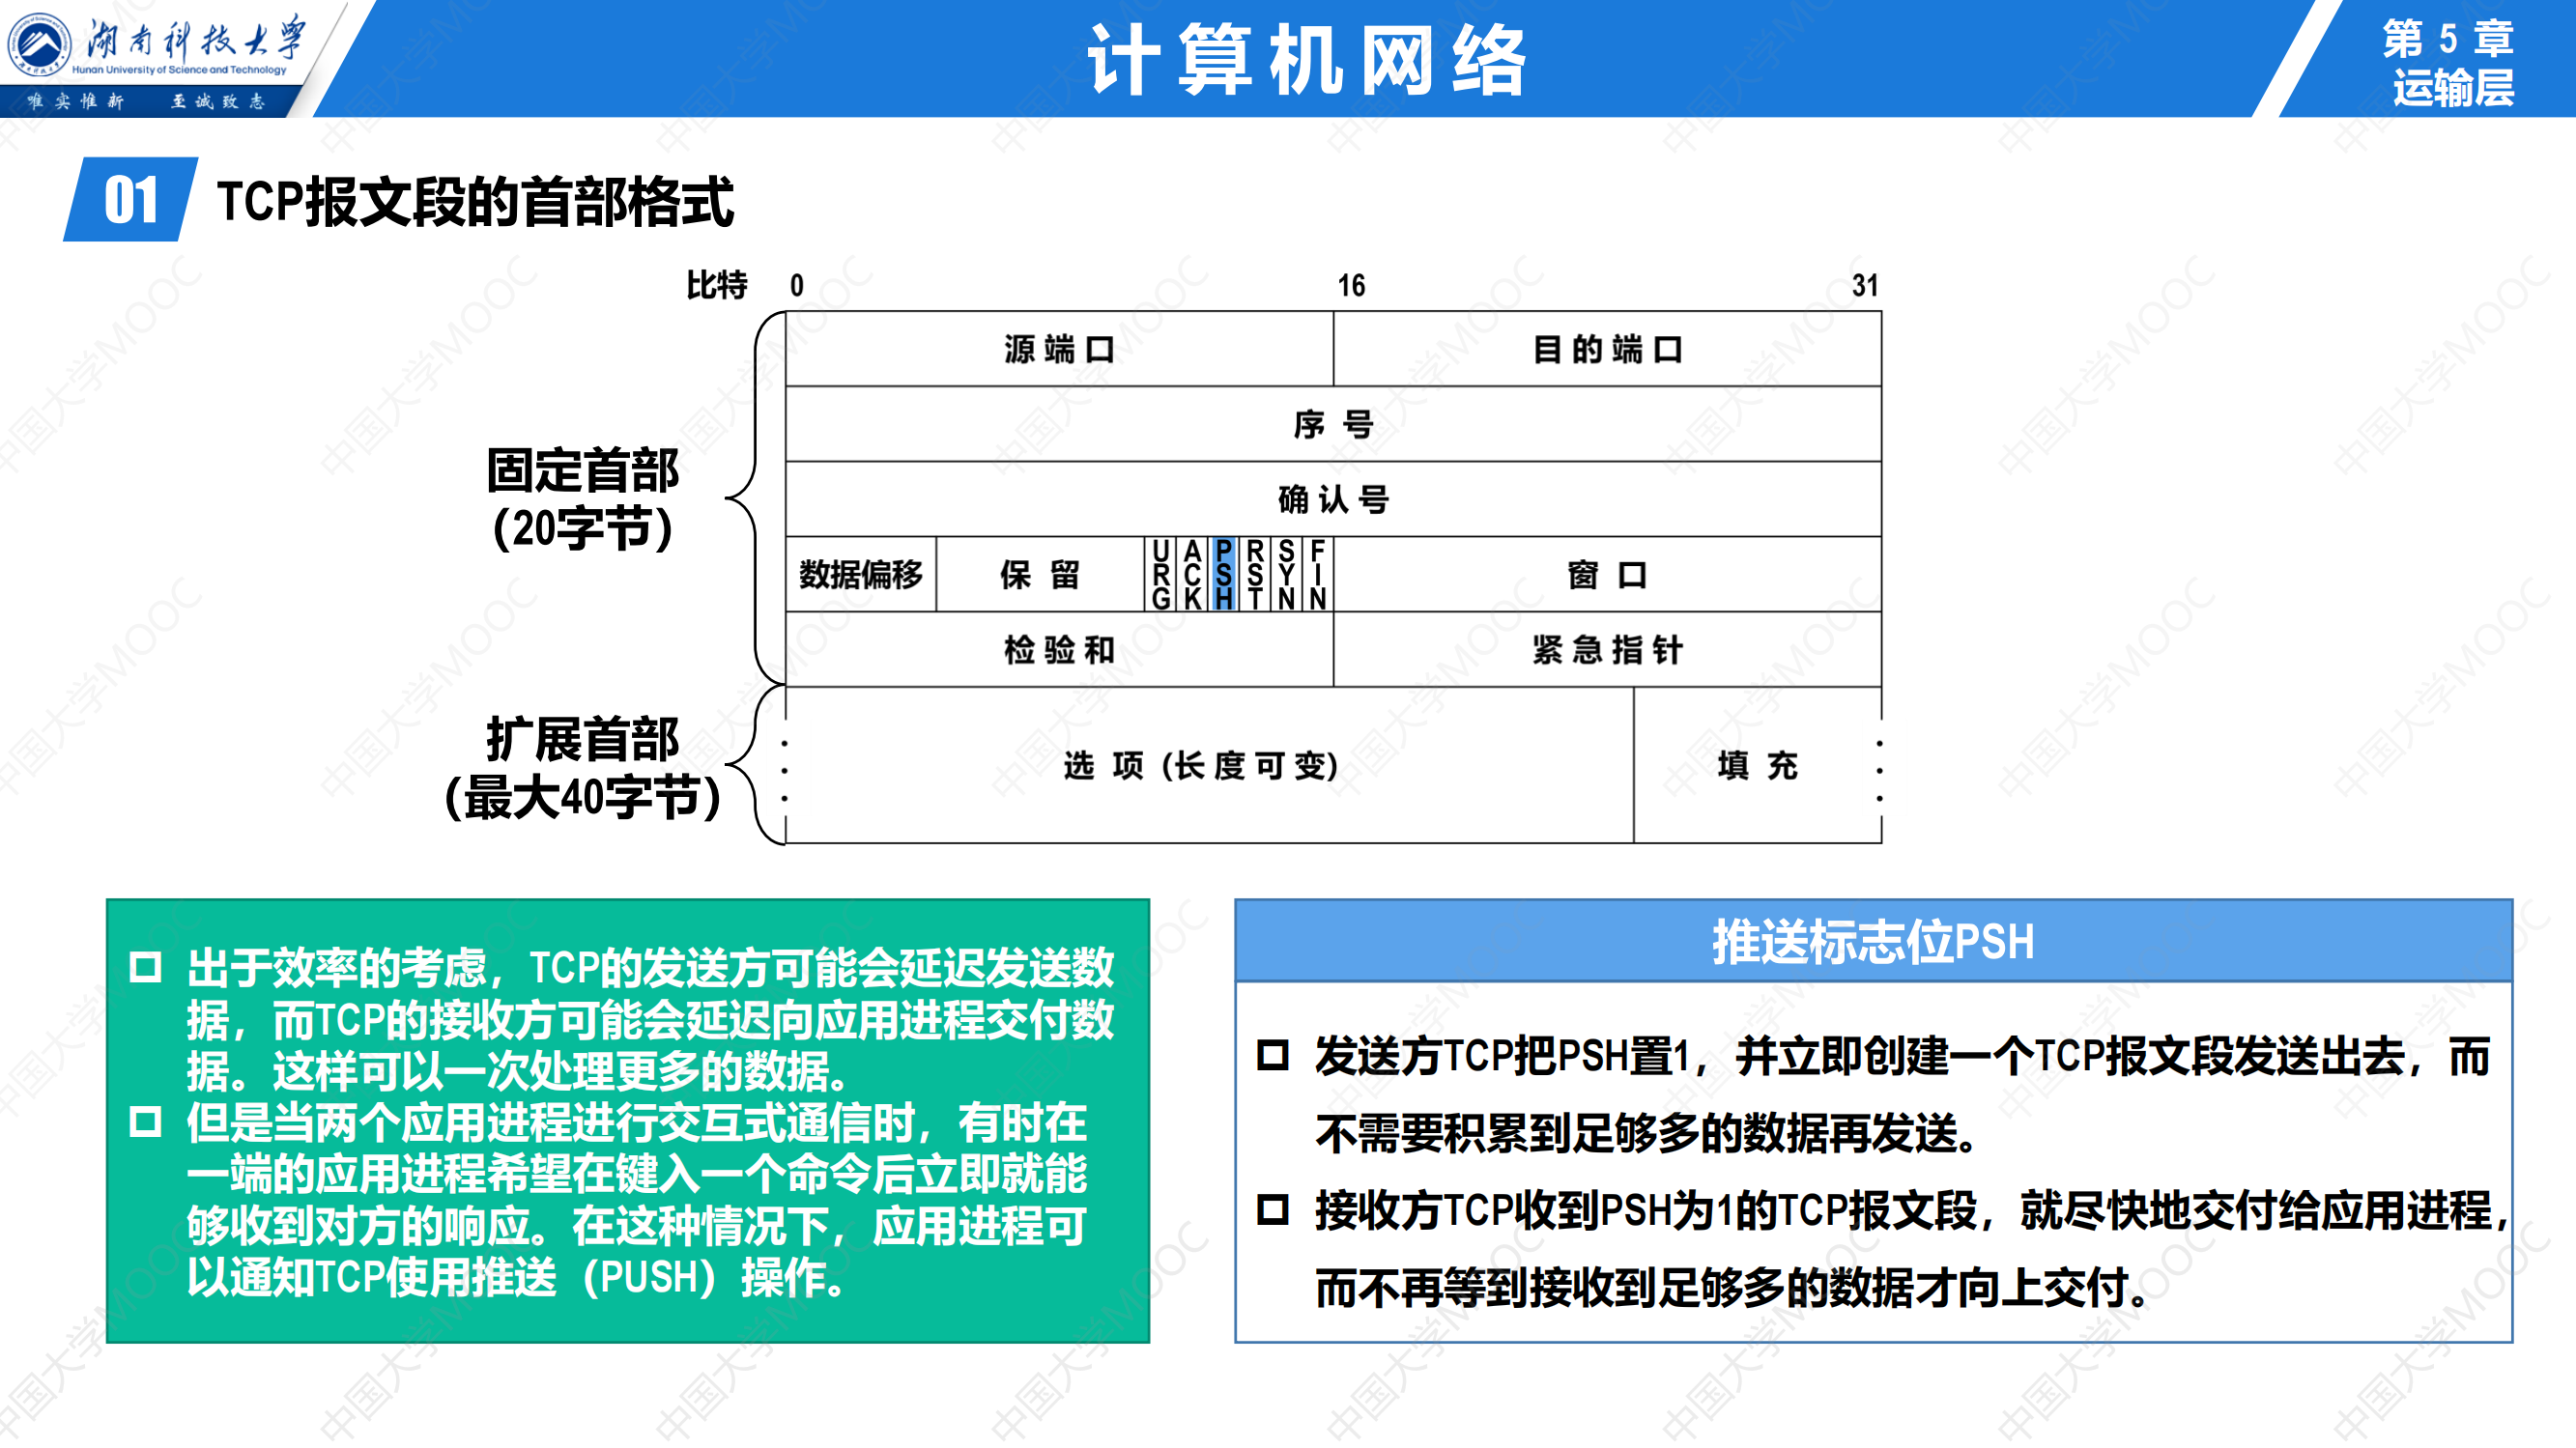 湖南科技大学
Hunan University of Science and Technology
唯实惟新 至诚致志
计算机网络
第 5 章
运输层
01 TCP报文段的首部格式
比特 0 16 31
源端口 目的端口
序 号
确认号
固定首部
(20字节)
数据偏移 保 留 URG ACK PSH RST SYN FIN 窗 口
检验和 紧急指针
扩展首部
(最大40字节)
选 项 (长度可变) 填 充
出于效率的考虑，TCP的发送方可能会延迟发送数
据，而TCP的接收方可能会延迟向应用进程交付数
据。这样可以一次处理更多的数据。
但是当两个应用进程进行交互式通信时，有时在
一端的应用进程希望在键入一个命令后立即就能
够收到对方的响应。在这种情况下，应用进程可
以通知TCP使用推送（PUSH）操作。
推送标志位PSH
发送方TCP把PSH置1，并立即创建一个TCP报文段发送出去，而
不需要积累到足够多的数据再发送。
接收方TCP收到PSH为1的TCP报文段，就尽快地交付给应用进程，
而不再等到接收到足够多的数据才向上交付。
中国大学MOOC